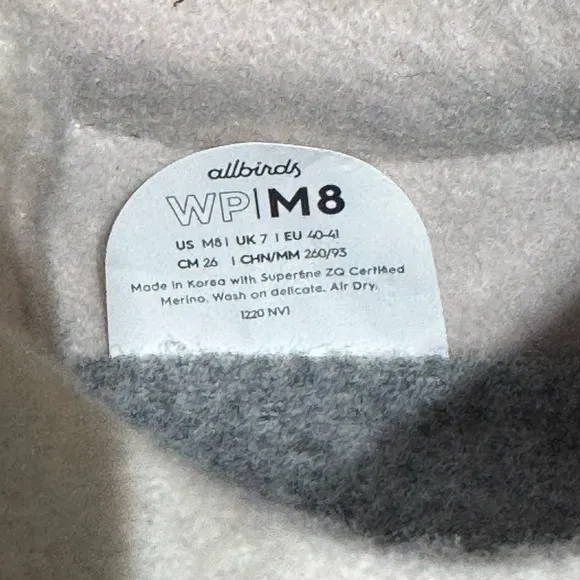 allbirds
WP|M8
US M8 | UK 7 | EU 40-41
CM 26 | CHN/MM 260/93
Made in Korea with Superfine ZQ Certified
Merino. Wash on delicate. Air Dry.
1220 NV1